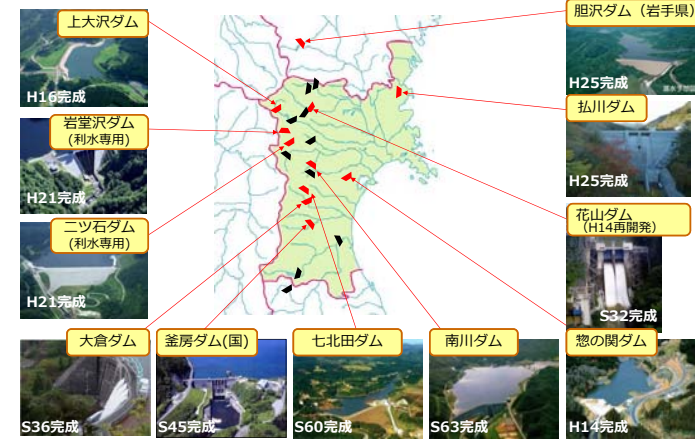 上大沢ダム
H16完成
胆沢ダム（岩手県）
H25完成
湛水予想図
岩堂沢ダム
(利水専用)
H21完成
払川ダム
H25完成
二ツ石ダム
(利水専用)
H21完成
花山ダム
（H14再開発）
S32完成
大倉ダム
S36完成
釜房ダム(国)
S45完成
七北田ダム
S60完成
南川ダム
S63完成
惣の関ダム
H14完成